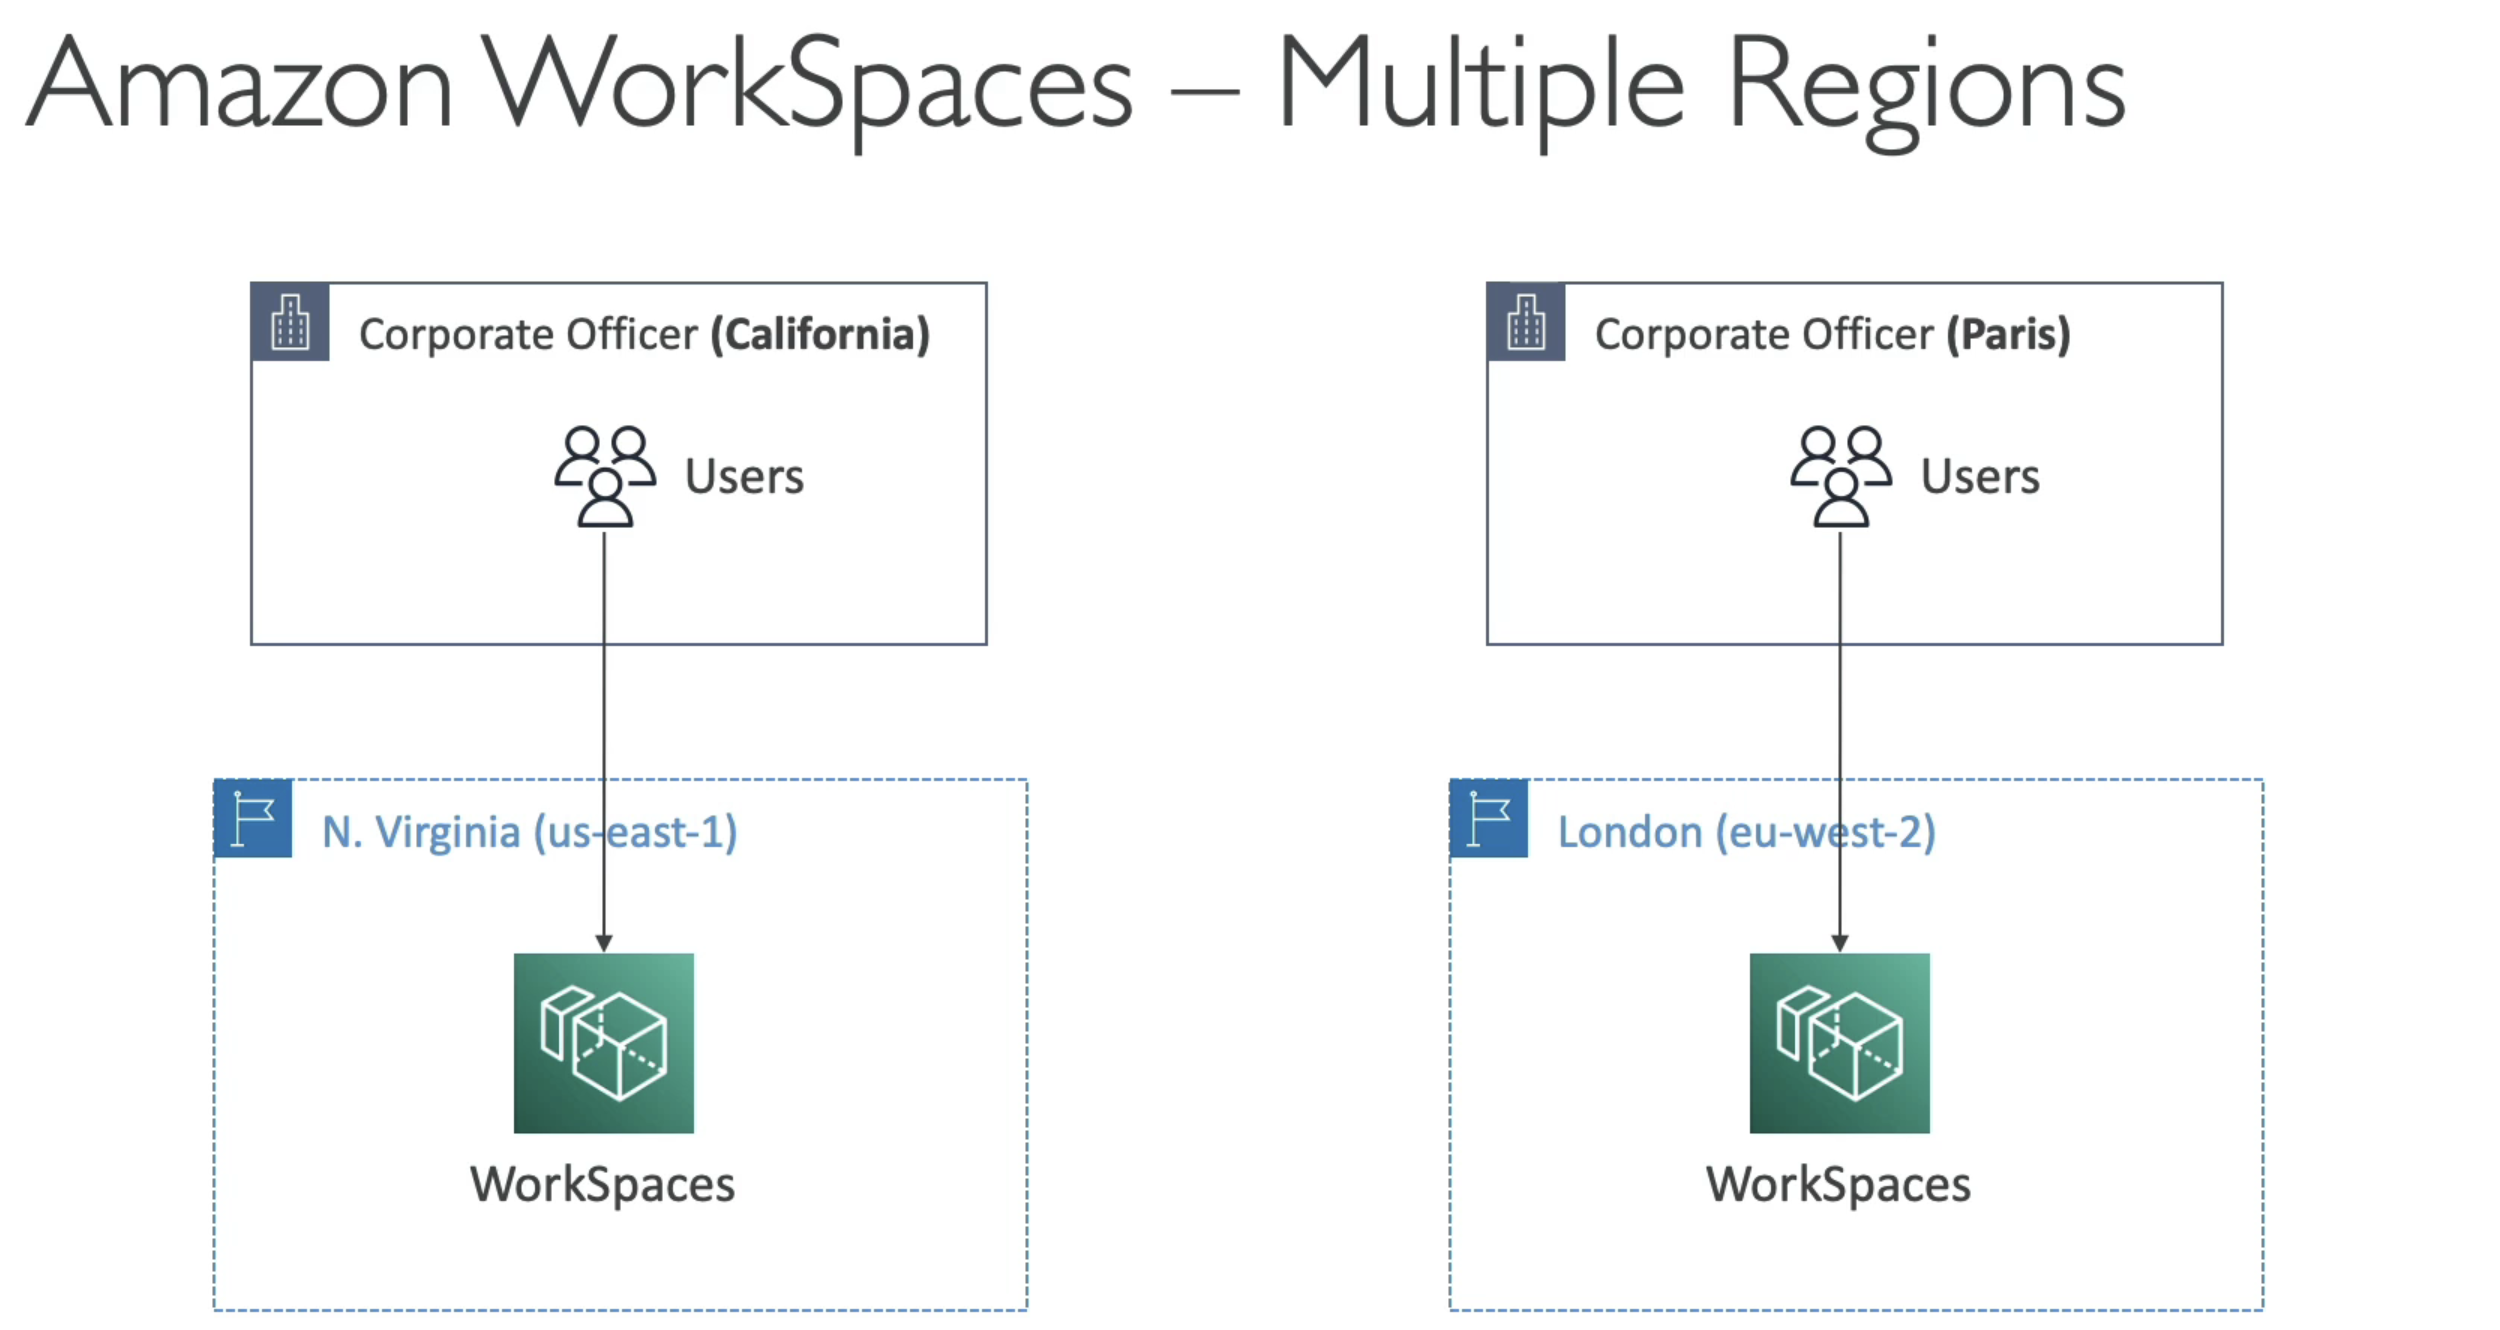 Amazon WorkSpaces – Multiple Regions
Corporate Officer (California)
Users
N. Virginia (us-east-1)
WorkSpaces
Corporate Officer (Paris)
Users
London (eu-west-2)
WorkSpaces